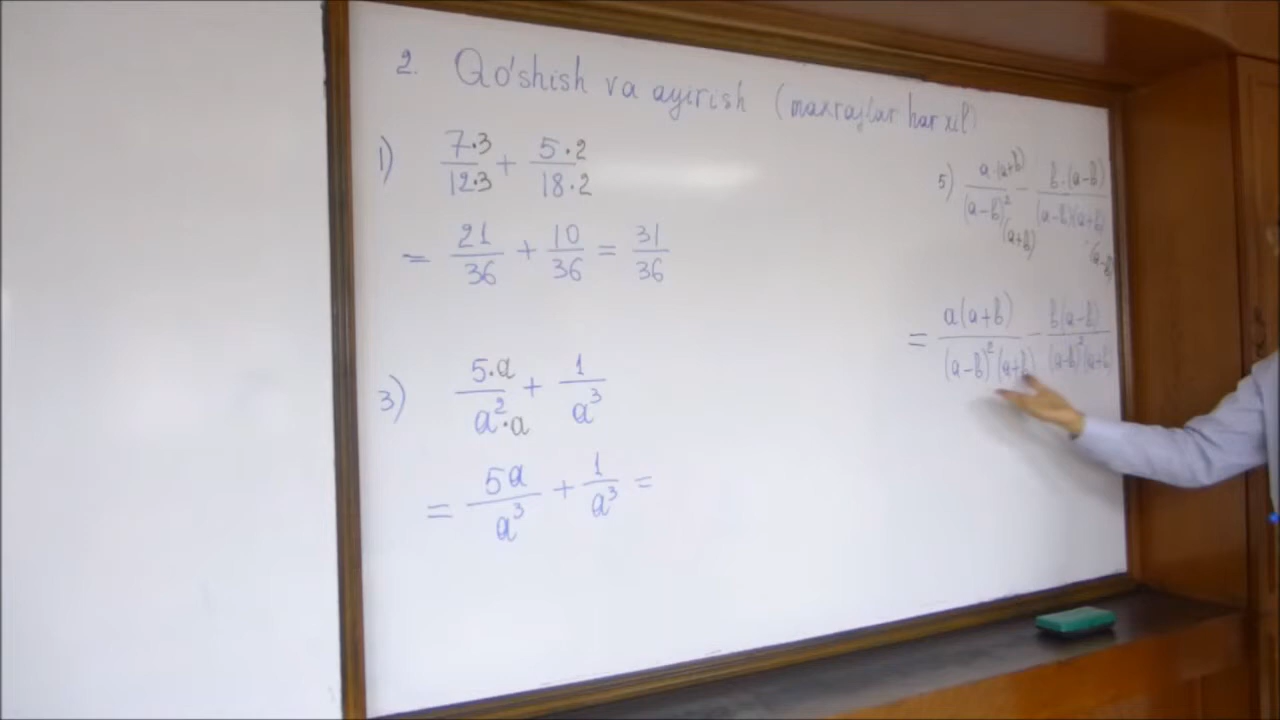 2. Qo'shish va ayirish (maxrajlar har xil)
1) 7·3/12·3 + 5·2/18·2
= 21/36 + 10/36 = 31/36
3) 5·a/a²·a + 1/a³
= 5a/a³ + 1/a³ =
5) a·(a+b)/(a-b)²(a+b) - b·(a-b)/(a-b)(a+b)·(a-b)
= a(a+b)/(a-b)²(a+b) - b(a-b)/(a-b)²(a+b)